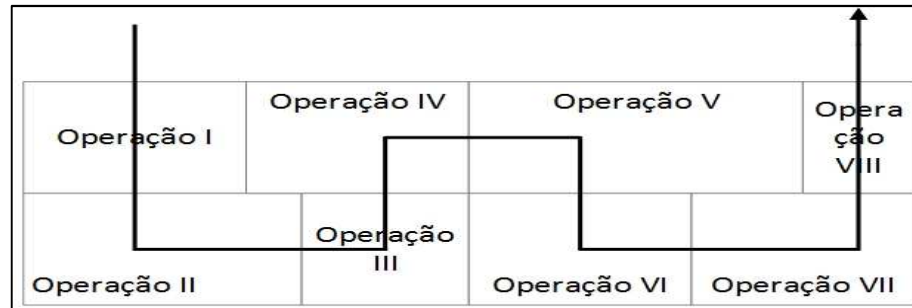 Operação IV
Operação V
Operação I
Opera
ção
VIII
Operação
III
Operação II
Operação VI
Operação VII